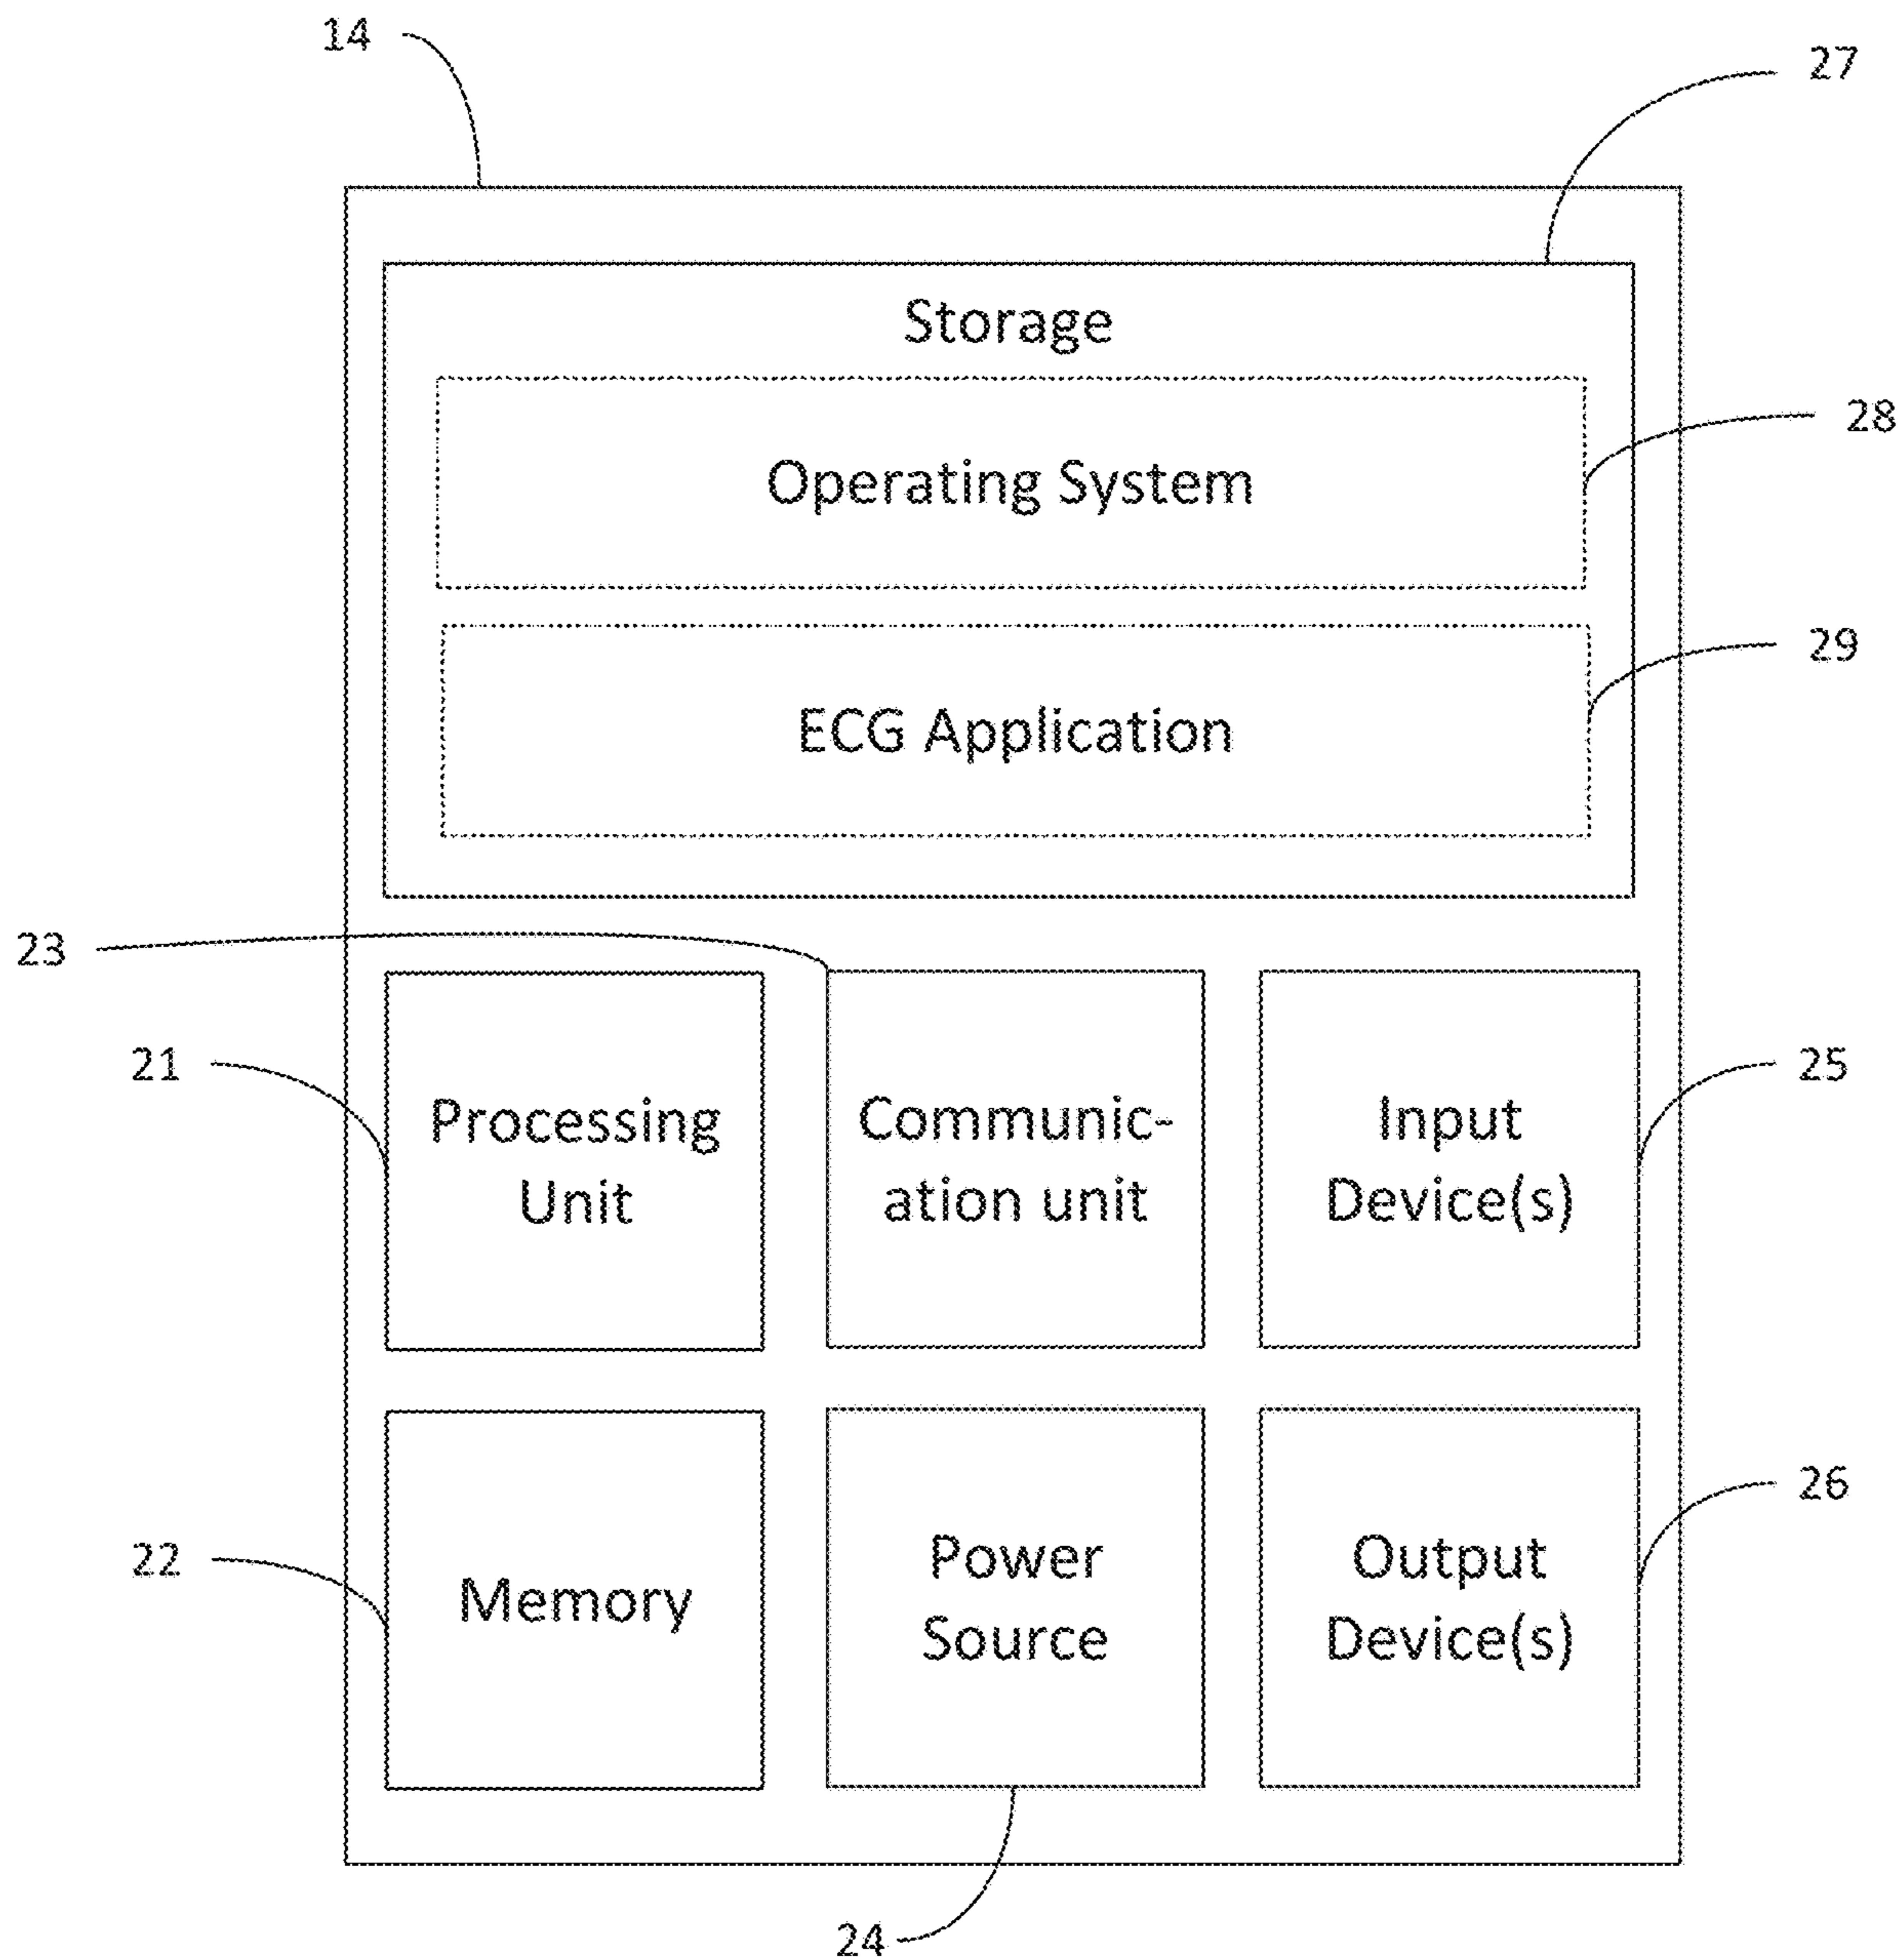 14
27
Storage
28
Operating System
29
ECG Application
23
21
Processing
Unit
Communic-
ation unit
Input
Device(s)
25
22
Memory
Power
Source
Output
Device(s)
26
24